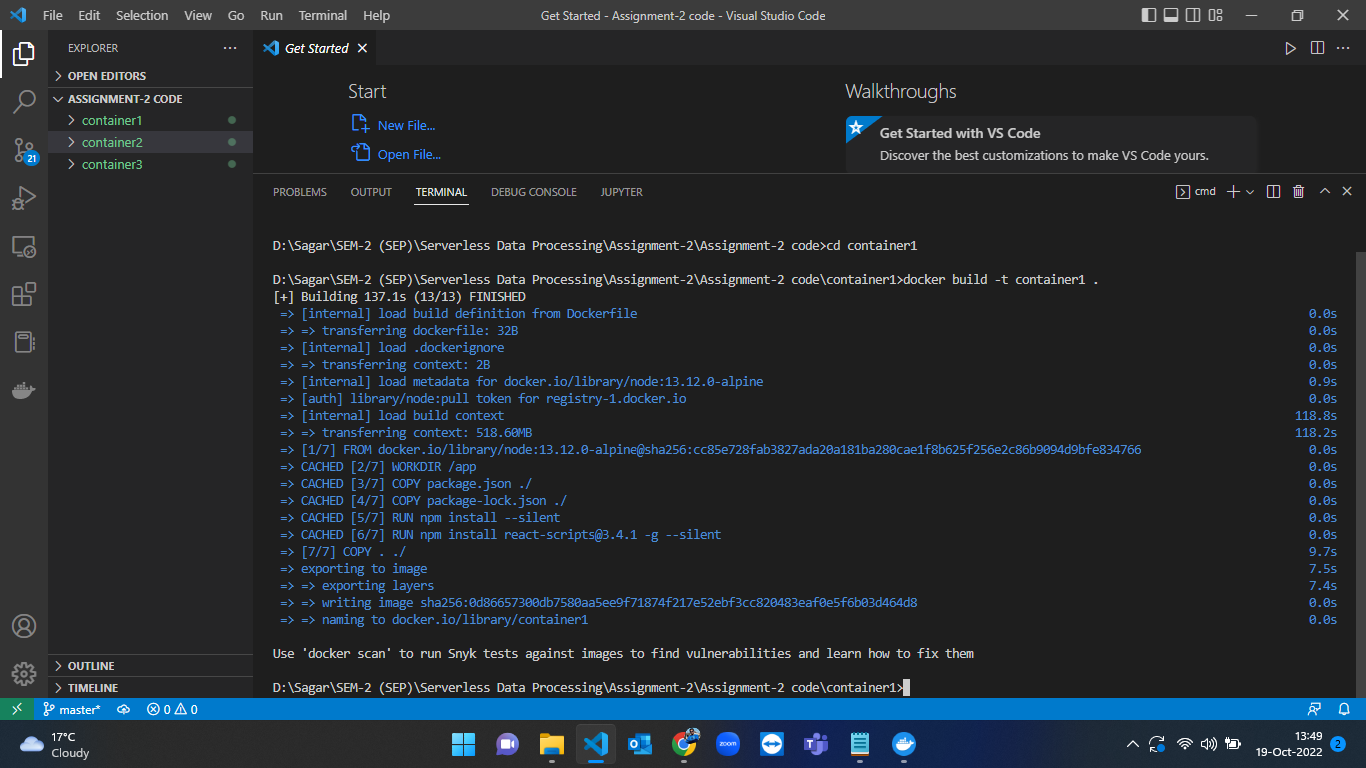 File Edit Selection View Go Run Terminal Help
Get Started - Assignment-2 code - Visual Studio Code
EXPLORER
OPEN EDITORS
ASSIGNMENT-2 CODE
container1
container2
container3
21
Get Started
Start
New File...
Open File...
Walkthroughs
Get Started with VS Code
Discover the best customizations to make VS Code yours.
PROBLEMS OUTPUT TERMINAL DEBUG CONSOLE JUPYTER
cmd
D:\Sagar\SEM-2 (SEP)\Serverless Data Processing\Assignment-2\Assignment-2 code>cd container1
D:\Sagar\SEM-2 (SEP)\Serverless Data Processing\Assignment-2\Assignment-2 code\container1>docker build -t container1 .
[+] Building 137.1s (13/13) FINISHED
=> [internal] load build definition from Dockerfile 0.0s
=> => transferring dockerfile: 32B 0.0s
=> [internal] load .dockerignore 0.0s
=> => transferring context: 2B 0.0s
=> [internal] load metadata for docker.io/library/node:13.12.0-alpine 0.9s
=> [auth] library/node:pull token for registry-1.docker.io 0.0s
=> [internal] load build context 118.8s
=> => transferring context: 518.60MB 118.2s
=> [1/7] FROM docker.io/library/node:13.12.0-alpine@sha256:cc85e728fab3827ada20a181ba280cae1f8b625f256e2c86b9094d9bfe834766 0.0s
=> CACHED [2/7] WORKDIR /app 0.0s
=> CACHED [3/7] COPY package.json ./ 0.0s
=> CACHED [4/7] COPY package-lock.json ./ 0.0s
=> CACHED [5/7] RUN npm install --silent 0.0s
=> CACHED [6/7] RUN npm install react-scripts@3.4.1 -g --silent 0.0s
=> [7/7] COPY . ./ 9.7s
=> exporting to image 7.5s
=> => exporting layers 7.4s
=> => writing image sha256:0d86657300db7580aa5ee9f71874f217e52ebf3cc820483eaf0e5f6b03d464d8 0.0s
=> => naming to docker.io/library/container1 0.0s
Use 'docker scan' to run Snyk tests against images to find vulnerabilities and learn how to fix them
D:\Sagar\SEM-2 (SEP)\Serverless Data Processing\Assignment-2\Assignment-2 code\container1>
OUTLINE
TIMELINE
master* 0 0
17°C
Cloudy
zoom
13:49
19-Oct-2022
2